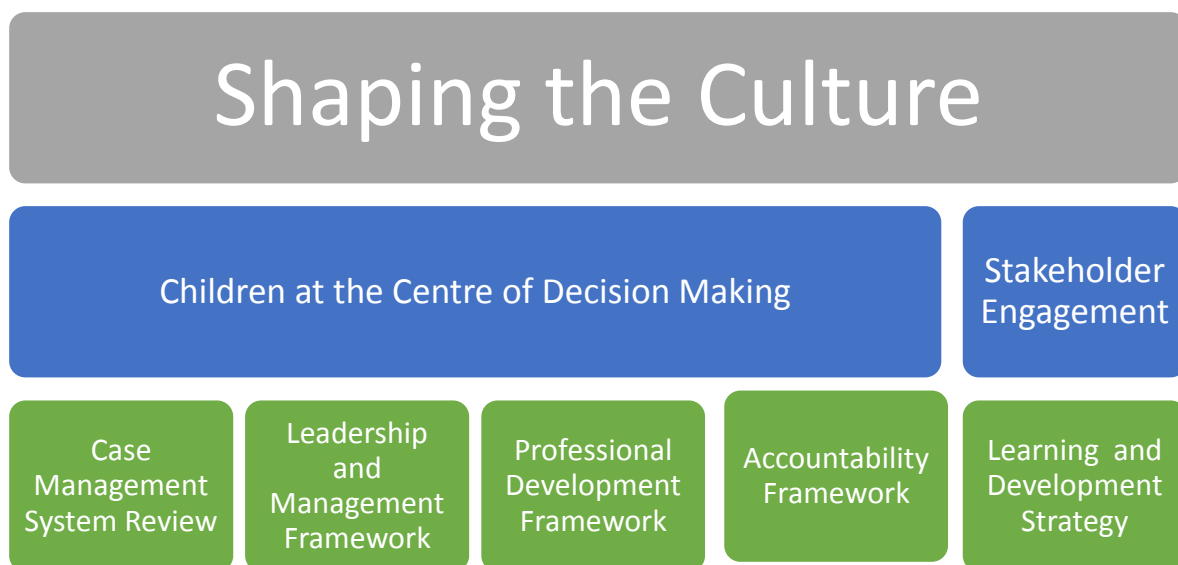 Shaping the Culture
Children at the Centre of Decision Making
Stakeholder
Engagement
Case
Management
System Review
Leadership
and
Management
Framework
Professional
Development
Framework
Accountability
Framework
Learning and
Development
Strategy